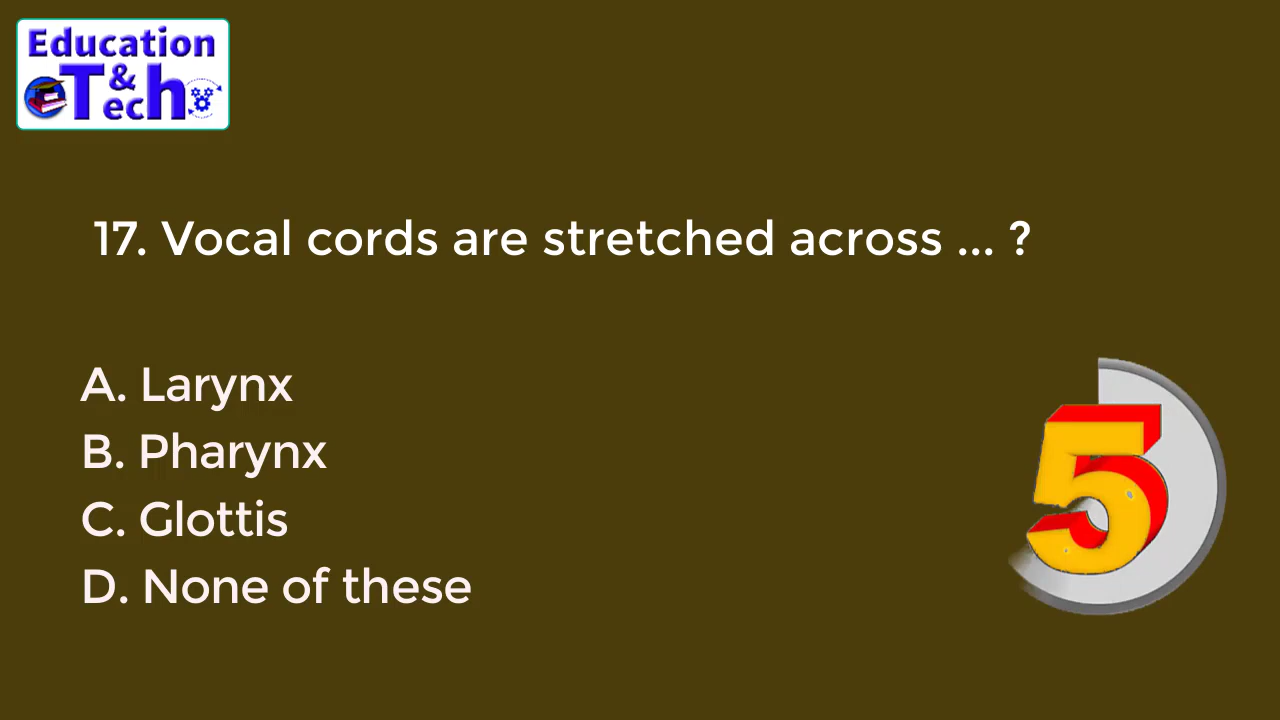 Education
&
Tech
17. Vocal cords are stretched across ... ?
A. Larynx
B. Pharynx
C. Glottis
D. None of these
5